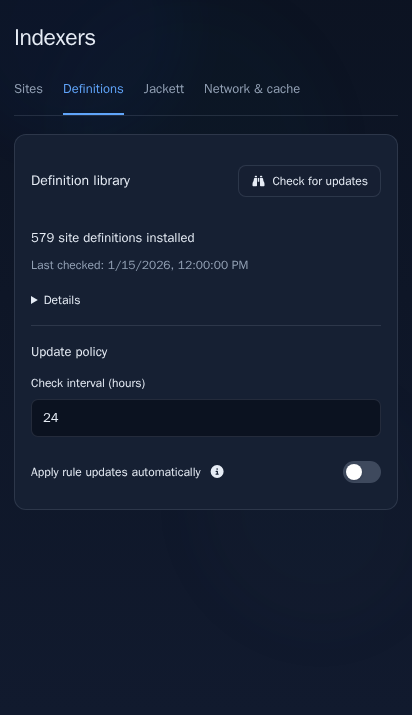 Indexers
Sites Definitions Jackett Network & cache
Definition library
Check for updates
579 site definitions installed
Last checked: 1/15/2026, 12:00:00 PM
Details
Update policy
Check interval (hours)
24
Apply rule updates automatically